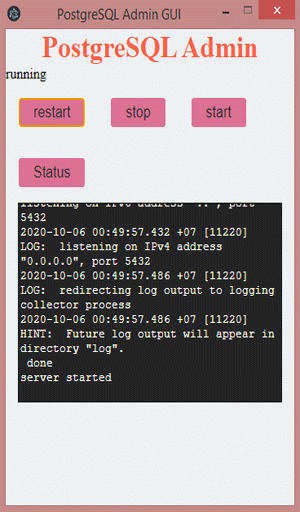 PostgreSQL Admin GUI
PostgreSQL Admin
running
restart stop start
Status
listening on IPv6 address "::", port
5432
2020-10-06 00:49:57.432 +07 [11220]
LOG:  listening on IPv4 address
"0.0.0.0", port 5432
2020-10-06 00:49:57.486 +07 [11220]
LOG:  redirecting log output to logging
collector process
2020-10-06 00:49:57.486 +07 [11220]
HINT:  Future log output will appear in
directory "log".
 done
server started